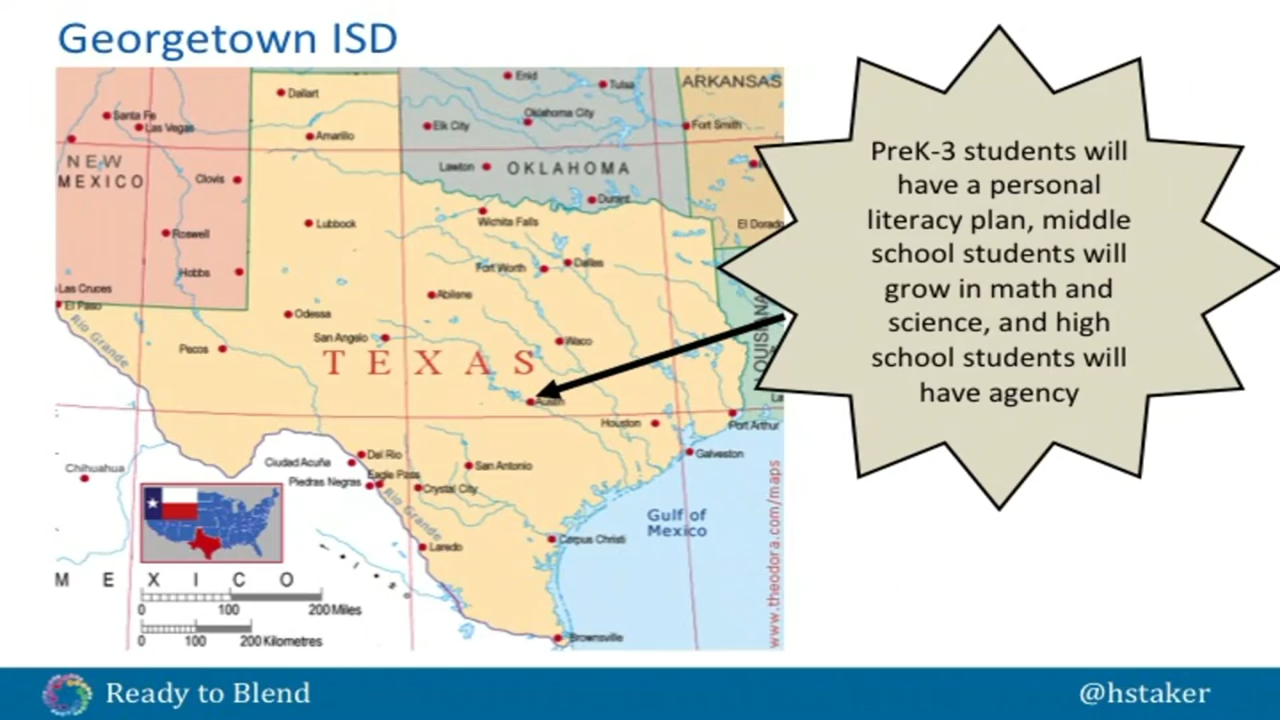 Georgetown ISD
PreK-3 students will
have a personal
literacy plan, middle
school students will
grow in math and
science, and high
school students will
have agency
ARKANSAS
Enid
Tulsa
Dallart
Santa Fe
Las Vegas
Oklahoma City
Elk City
Fort Smith
Amarillo
NEW
MEXICO
Lawton
OKLAHOMA
Clovis
Durant
Lubbock
Wichita Falls
El Dorado
Roswell
Fort Worth
Dallas
Hobbs
Las Cruces
El Paso
Abilene
Odessa
Rio Grande
San Angelo
Waco
Pecos
TEXAS
Austin
Houston
Port Arthur
Del Rio
Ciudad Acuña
Galveston
San Antonio
Chihuahua
Eagle Pass
Piedras Negras
Crystal City
Rio Grande
Gulf of
Mexico
Corpus Christi
Laredo
MEXICO
0 100 200 Miles
0 100 200 Kilometres
Brownsville
www.theodora.com/maps
Ready to Blend
@hstaker